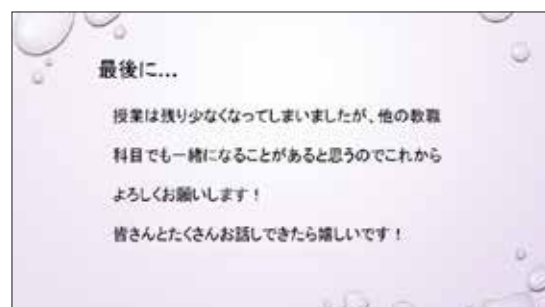 最後に…
授業は残り少なくなってしまいましたが、他の教職
科目でも一緒になることがあると思うのでこれから
よろしくお願いします！
皆さんとたくさんお話しできたら嬉しいです！